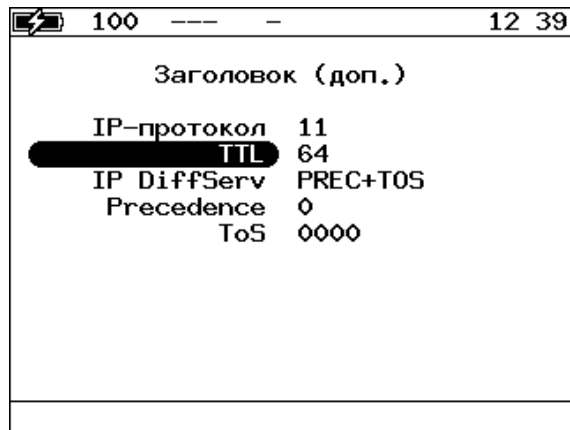 100 --- - 12 39
Заголовок (доп.)
IP-протокол 11
TTL 64
IP DiffServ PREC+TOS
Precedence 0
ToS 0000